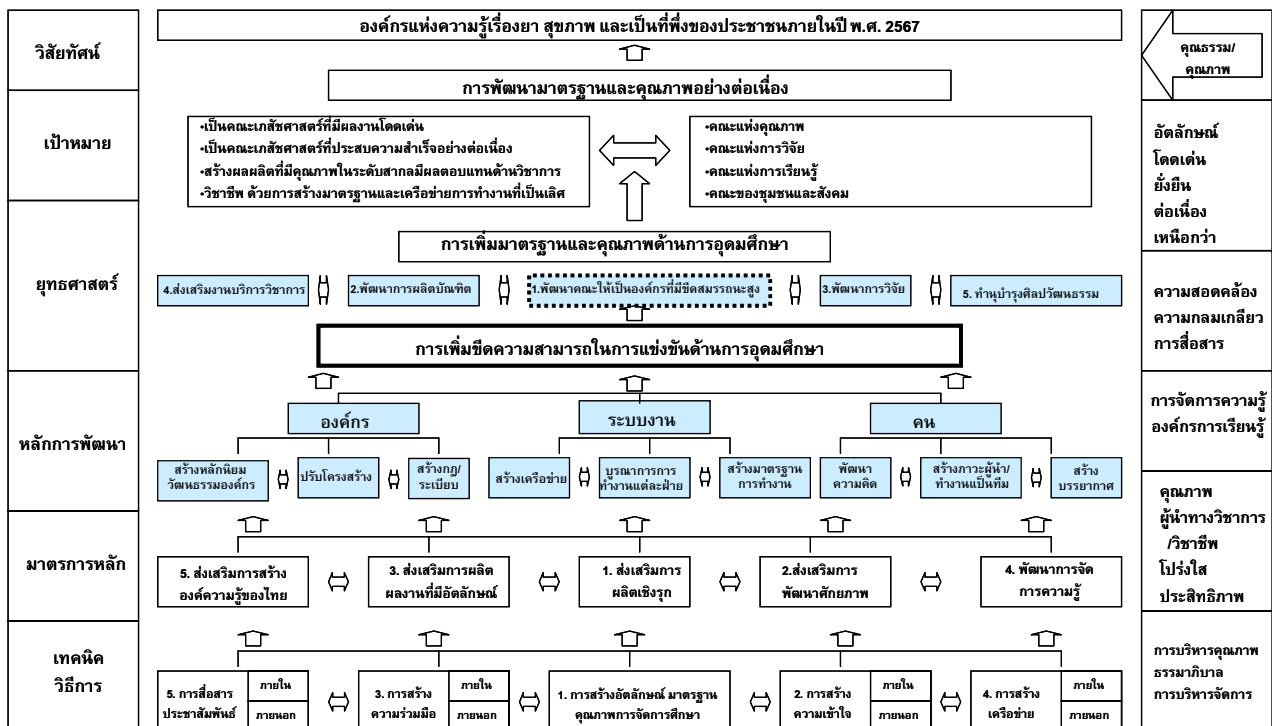 วิสัยทัศน์
องค์กรแห่งความรู้เรื่องยา สุขภาพ และเป็นที่พึ่งของประชาชนภายในปี พ.ศ. 2567
คุณธรรม/
คุณภาพ
การพัฒนามาตรฐานและคุณภาพอย่างต่อเนื่อง
เป้าหมาย
•เป็นคณะเภสัชศาสตร์ที่มีผลงานโดดเด่น
•เป็นคณะเภสัชศาสตร์ที่ประสบความสำเร็จอย่างต่อเนื่อง
•สร้างผลผลิตที่มีคุณภาพในระดับสากลมีผลตอบแทนด้านวิชาการ
•วิชาชีพ ด้วยการสร้างมาตรฐานและเครือข่ายการทำงานที่เป็นเลิศ
•คณะแห่งคุณภาพ
•คณะแห่งการวิจัย
•คณะแห่งการเรียนรู้
•คณะของชุมชนและสังคม
อัตลักษณ์
โดดเด่น
ยั่งยืน
ต่อเนื่อง
เหนือกว่า
การเพิ่มมาตรฐานและคุณภาพด้านการอุดมศึกษา
ยุทธศาสตร์
4.ส่งเสริมงานบริการวิชาการ
2.พัฒนาการผลิตบัณฑิต
1.พัฒนาคณะให้เป็นองค์กรที่มีขีดสมรรถนะสูง
3.พัฒนาการวิจัย
5. ทำนุบำรุงศิลปวัฒนธรรม
ความสอดคล้อง
ความกลมเกลียว
การสื่อสาร
การเพิ่มขีดความสามารถในการแข่งขันด้านการอุดมศึกษา
หลักการพัฒนา
องค์กร
ระบบงาน
คน
การจัดการความรู้
องค์กรการเรียนรู้
สร้างหลักนิยม
วัฒนธรรมองค์กร
ปรับโครงสร้าง
สร้างกฎ/
ระเบียบ
สร้างเครือข่าย
บูรณาการการ
ทำงานแต่ละฝ่าย
สร้างมาตรฐาน
การทำงาน
พัฒนา
ความคิด
สร้างภาวะผู้นำ/
ทำงานเป็นทีม
สร้าง
บรรยากาศ
มาตรการหลัก
5. ส่งเสริมการสร้าง
องค์ความรู้ของไทย
3. ส่งเสริมการผลิต
ผลงานที่มีอัตลักษณ์
1. ส่งเสริมการ
ผลิตเชิงรุก
2.ส่งเสริมการ
พัฒนาศักยภาพ
4. พัฒนาการจัด
การความรู้
คุณภาพ
ผู้นำทางวิชาการ
/วิชาชีพ
โปร่งใส
ประสิทธิภาพ
เทคนิค
วิธีการ
5. การสื่อสาร
ประชาสัมพันธ์
ภายใน
ภายนอก
3. การสร้าง
ความร่วมมือ
ภายใน
ภายนอก
1. การสร้างอัตลักษณ์ มาตรฐาน
คุณภาพการจัดการศึกษา
2. การสร้าง
ความเข้าใจ
ภายใน
ภายนอก
4. การสร้าง
เครือข่าย
ภายใน
ภายนอก
การบริหารคุณภาพ
ธรรมาภิบาล
การบริหารจัดการ